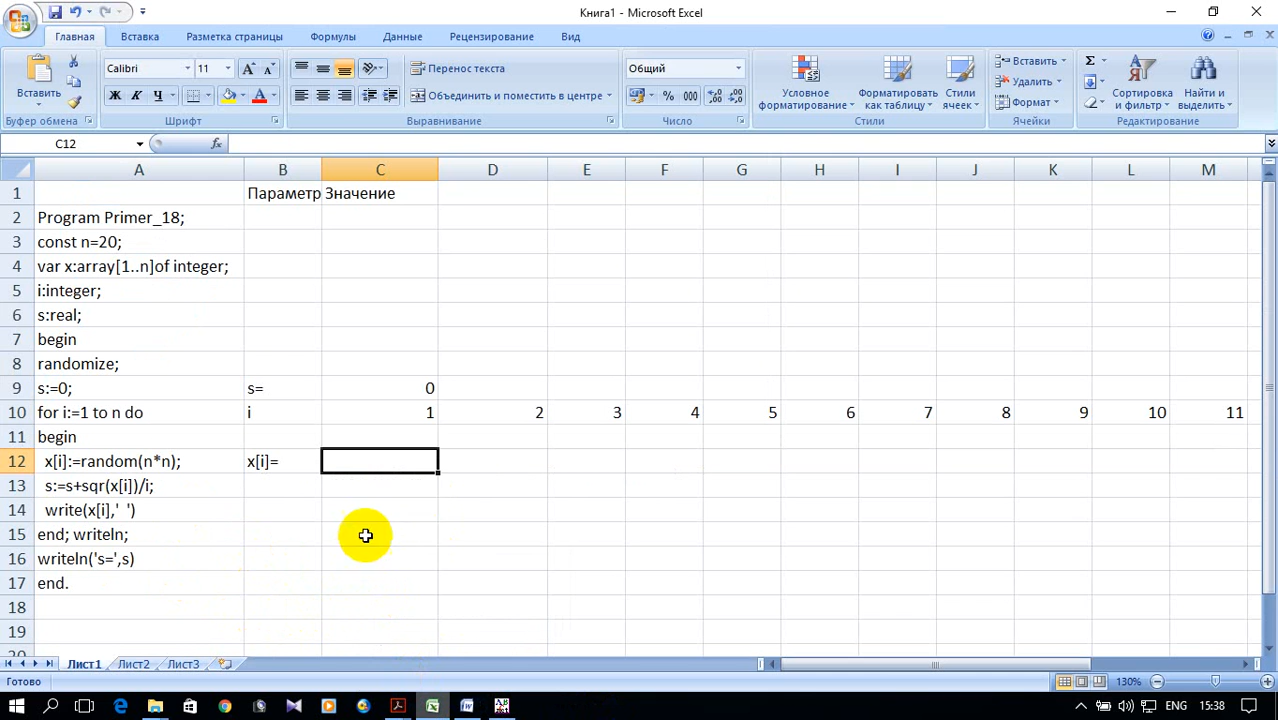 Книга1 - Microsoft Excel
Главная Вставка Разметка страницы Формулы Данные Рецензирование Вид
Вставить
Буфер обмена
Calibri 11
Ж К Ч
Шрифт
Перенос текста
Объединить и поместить в центре
Выравнивание
Общий
% 000
Число
Условное форматирование
Форматировать как таблицу
Стили ячеек
Стили
Вставить
Удалить
Формат
Ячейки
Σ
Сортировка и фильтр
Найти и выделить
Редактирование
C12 fx
A B C D E F G H I J K L M
1 Параметр Значение
2 Program Primer_18;
3 const n=20;
4 var x:array[1..n]of integer;
5 i:integer;
6 s:real;
7 begin
8 randomize;
9 s:=0; s= 0
10 for i:=1 to n do i 1 2 3 4 5 6 7 8 9 10 11
11 begin
12 x[i]:=random(n*n); x[i]=
13 s:=s+sqr(x[i])/i;
14 write(x[i],' ')
15 end; writeln;
16 writeln('s=',s)
17 end.
18
19
20
Лист1 Лист2 Лист3
Готово 130%
ENG 15:38